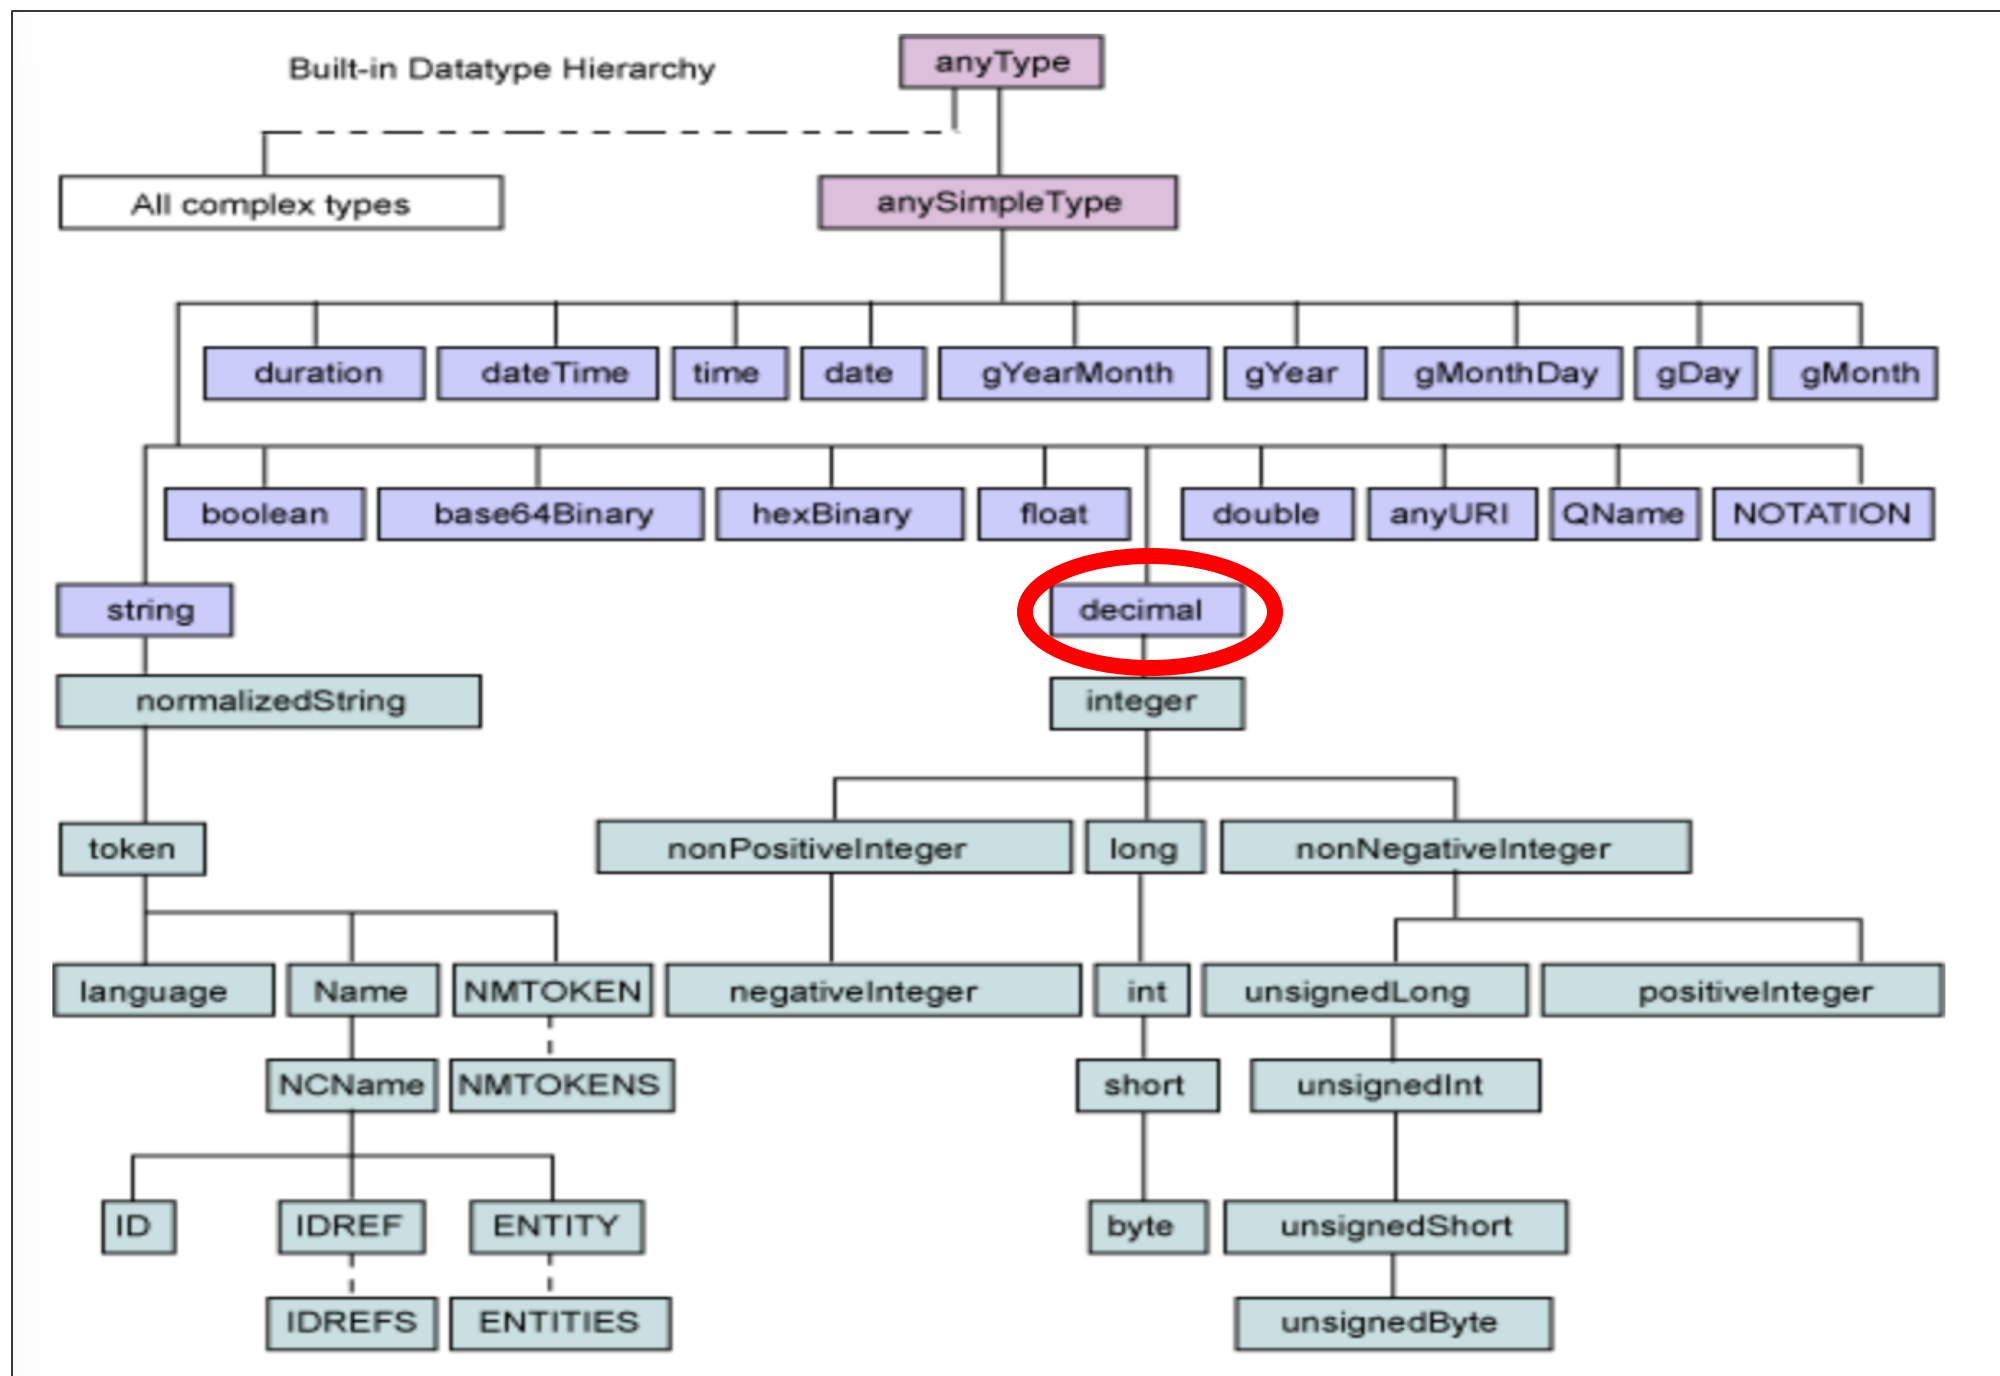 Built-in Datatype Hierarchy
anyType
All complex types
anySimpleType
duration
dateTime
time
date
gYearMonth
gYear
gMonthDay
gDay
gMonth
boolean
base64Binary
hexBinary
float
double
anyURI
QName
NOTATION
string
decimal
normalizedString
integer
token
nonPositiveInteger
long
nonNegativeInteger
language
Name
NMTOKEN
negativeInteger
int
unsignedLong
positiveInteger
NCName
NMTOKENS
short
unsignedInt
ID
IDREF
ENTITY
byte
unsignedShort
IDREFS
ENTITIES
unsignedByte